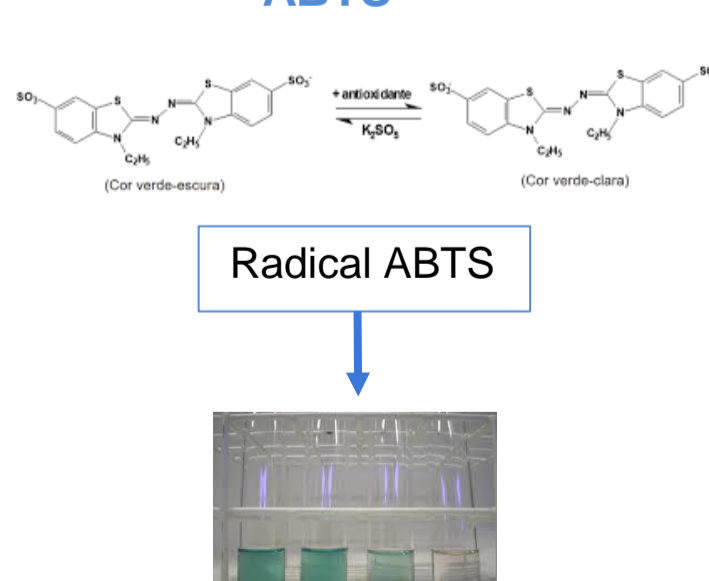 ABTS
SO₃⁻ S N N S SO₃⁻
N C₂H₅ C₂H₅ N
(Cor verde-escura)
+ antioxidante
K₂SO₅
SO₃⁻ S N N S
N C₂H₅ C₂H₅ N
(Cor verde-clara)
Radical ABTS